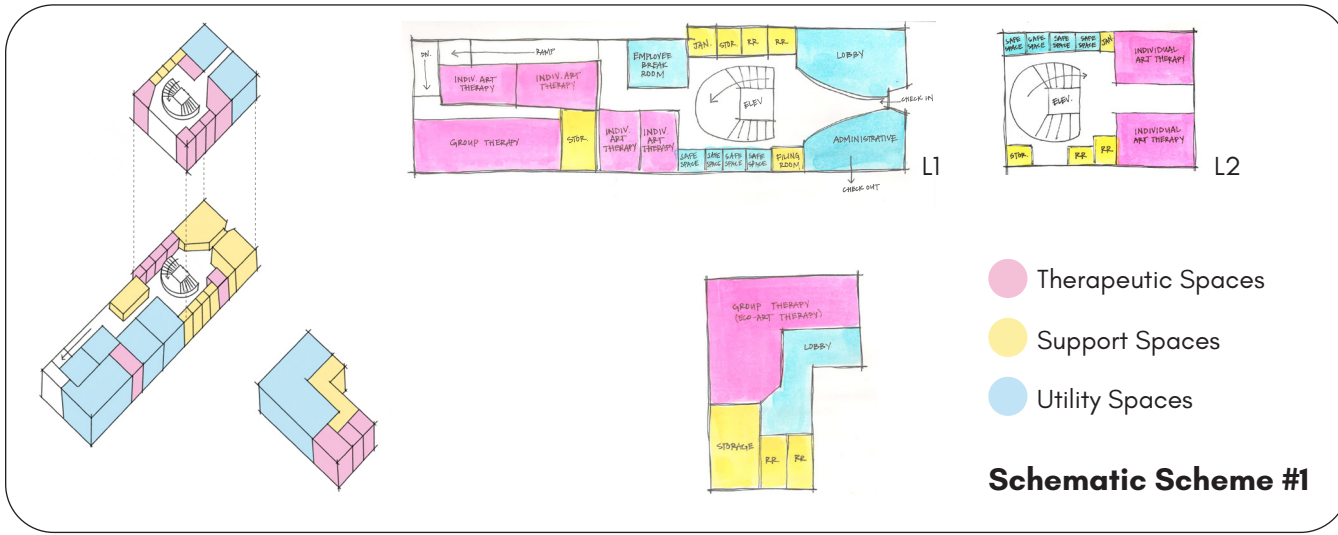 DN.
RAMP
EMPLOYEE
BREAK
ROOM
JAN.
STOR.
RR
RR
LOBBY
INDIV. ART
THERAPY
INDIV. ART
THERAPY
ELEV
CHECK IN
GROUP THERAPY
STOR.
INDIV.
ART
THERAPY
INDIV.
ART
THERAPY
SAFE
SPACE
SAFE
SPACE
SAFE
SPACE
SAFE
SPACE
FILING
ROOM
ADMINISTRATIVE
CHECK OUT
L1
SAFE
SPACE
SAFE
SPACE
SAFE
SPACE
SAFE
SPACE
JAN.
INDIVIDUAL
ART THERAPY
ELEV.
INDIVIDUAL
ART THERAPY
STOR.
RR
RR
L2
GROUP THERAPY
(ECO-ART THERAPY)
LOBBY
STORAGE
RR
RR
Therapeutic Spaces
Support Spaces
Utility Spaces
Schematic Scheme #1